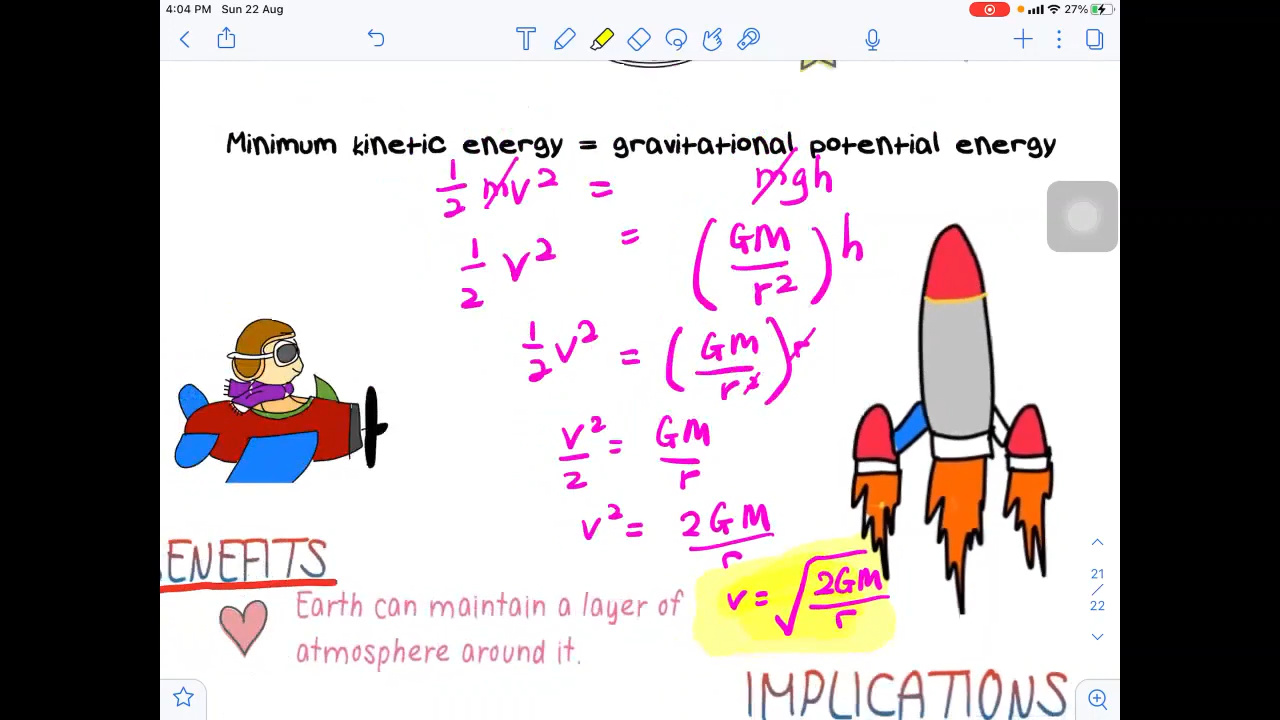 4:04 PM Sun 22 Aug
27%
Minimum kinetic energy = gravitational potential energy
1/2 mv² = mgh
1/2 v² = (GM/r²) h
1/2 v² = (GM/r²) r
v²/2 = GM/r
v² = 2GM/r
v = √(2GM/r)
21
/
22
ENEFITS
Earth can maintain a layer of
atmosphere around it.
IMPLICATIONS